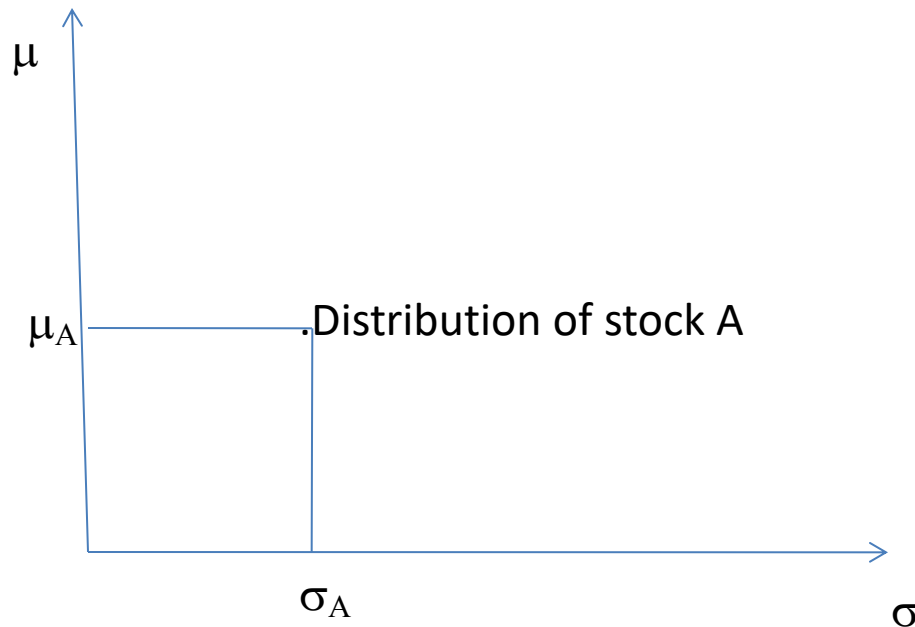 μ
.Distribution of stock A
μA
σA
σ